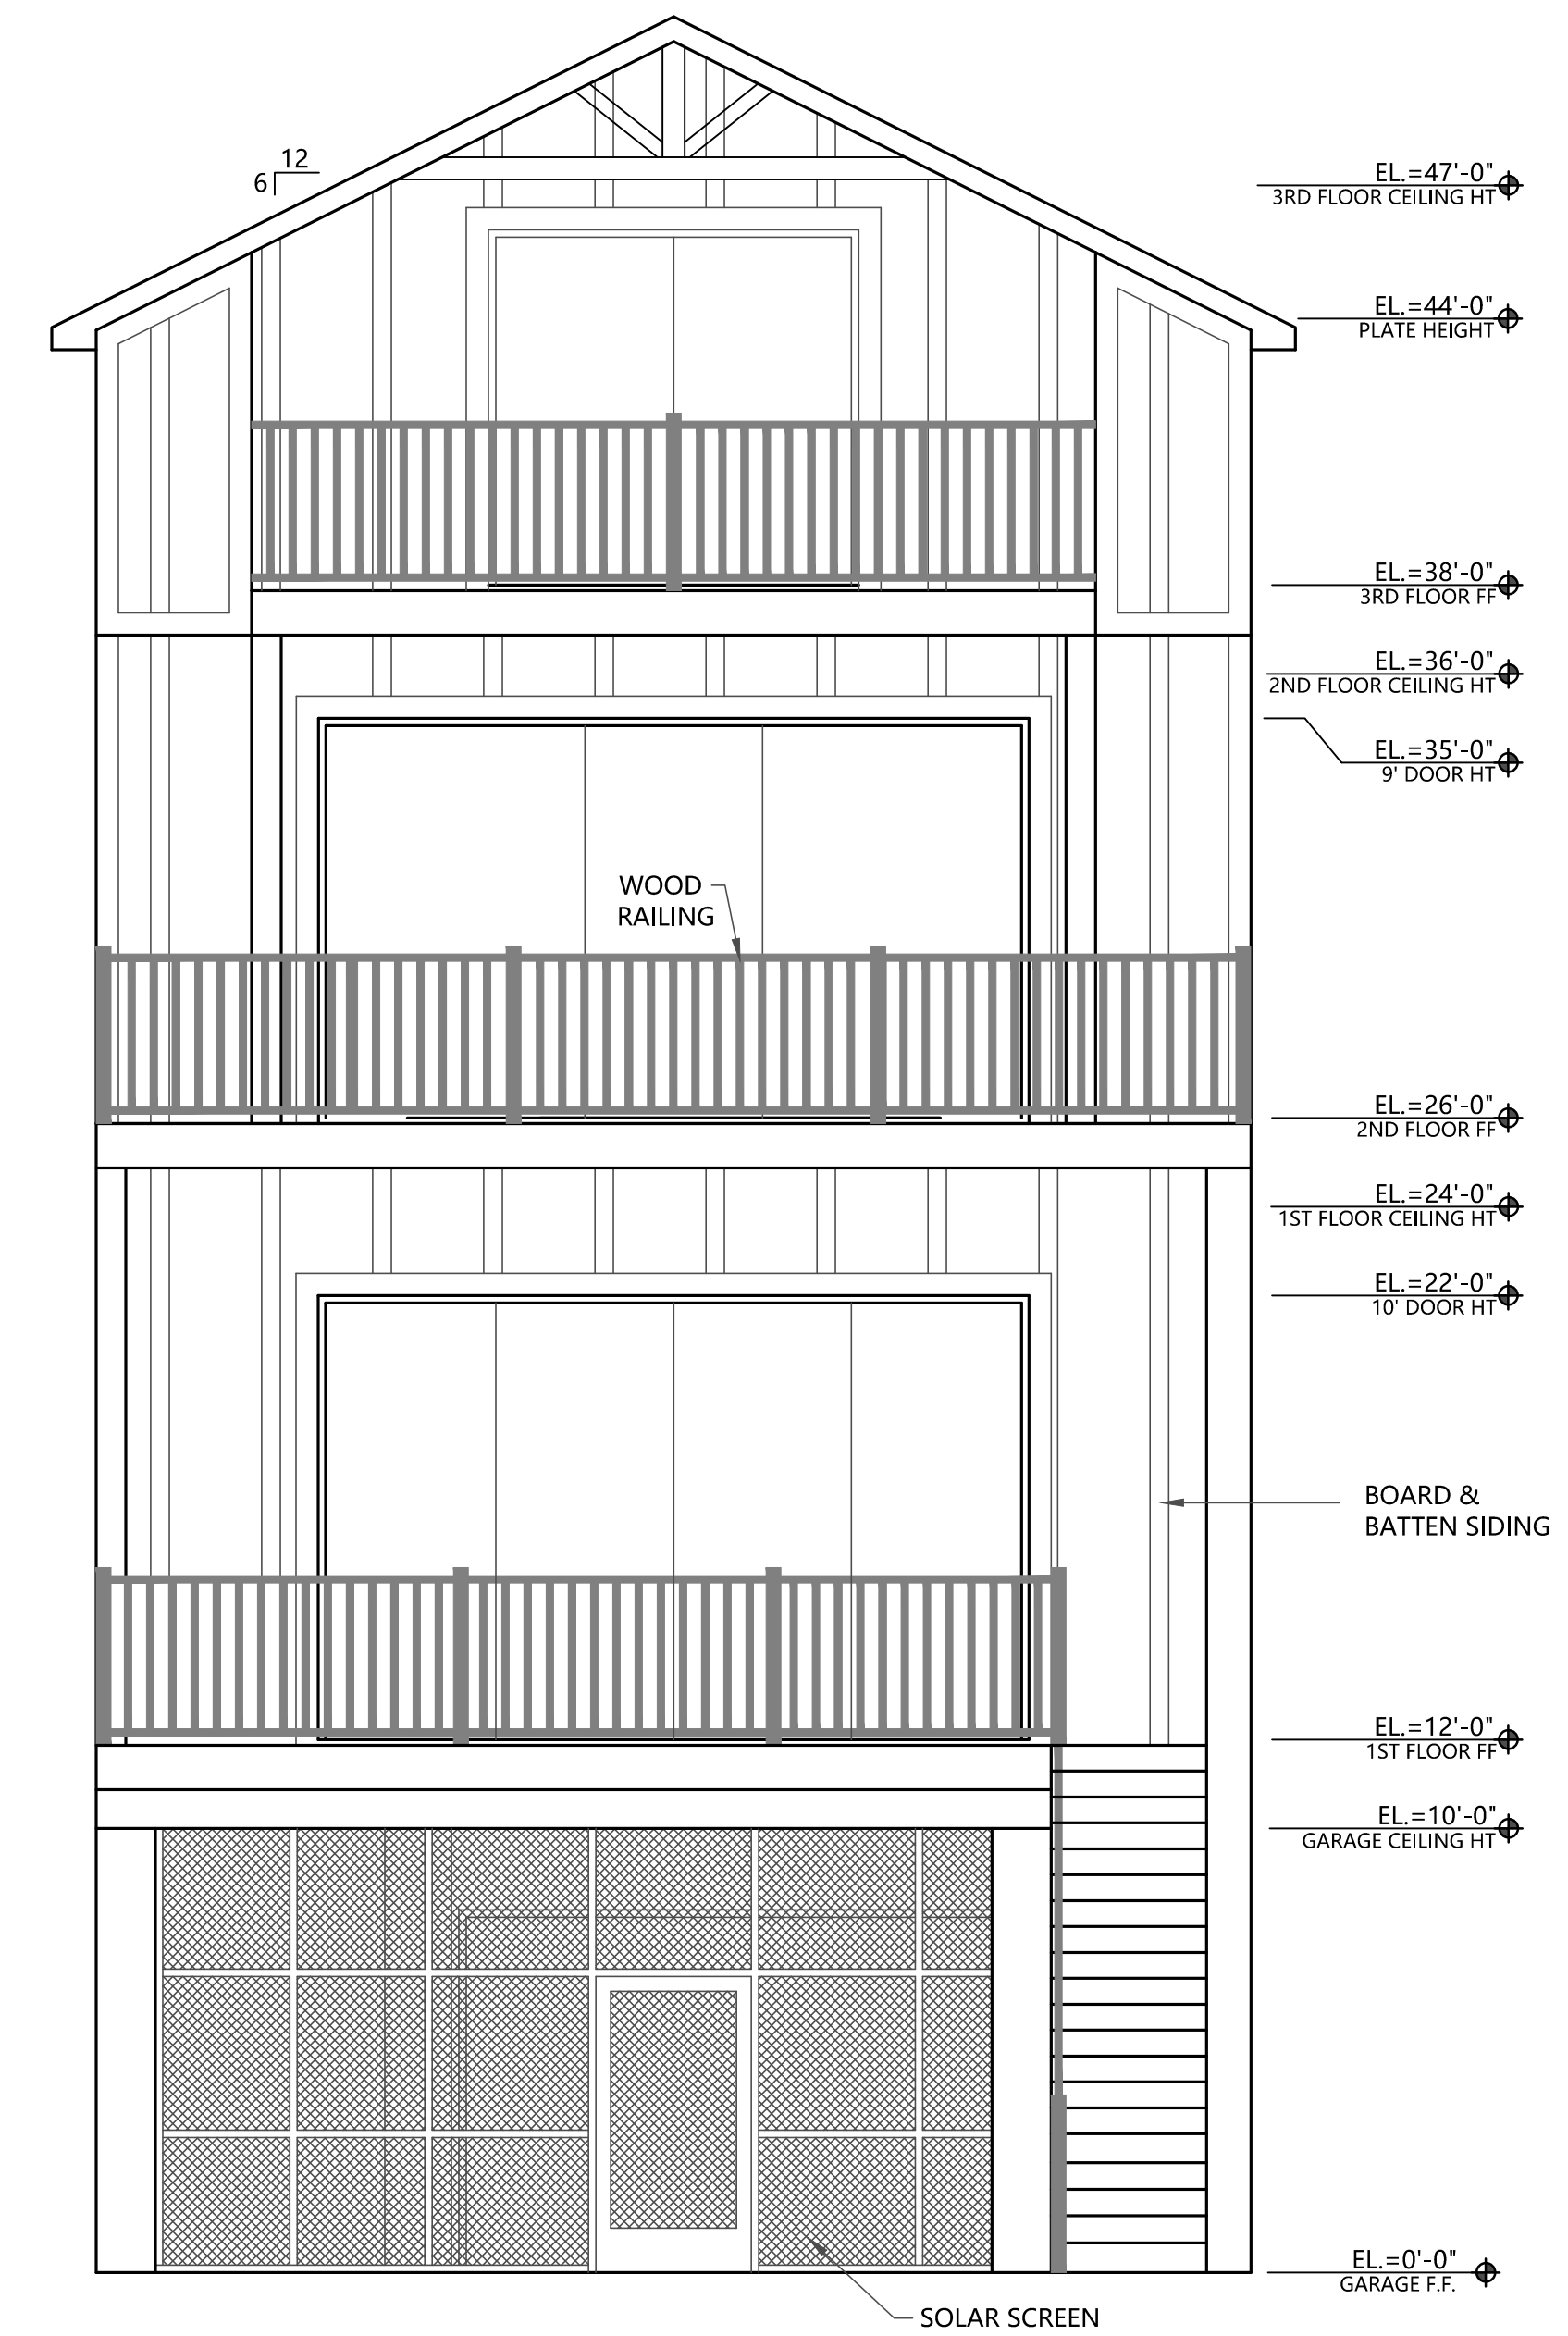 12
6
EL.=47'-0"
3RD FLOOR CEILING HT
EL.=44'-0"
PLATE HEIGHT
EL.=38'-0"
3RD FLOOR FF
EL.=36'-0"
2ND FLOOR CEILING HT
EL.=35'-0"
9' DOOR HT
WOOD
RAILING
EL.=26'-0"
2ND FLOOR FF
EL.=24'-0"
1ST FLOOR CEILING HT
EL.=22'-0"
10' DOOR HT
BOARD &
BATTEN SIDING
EL.=12'-0"
1ST FLOOR FF
EL.=10'-0"
GARAGE CEILING HT
EL.=0'-0"
GARAGE F.F.
SOLAR SCREEN